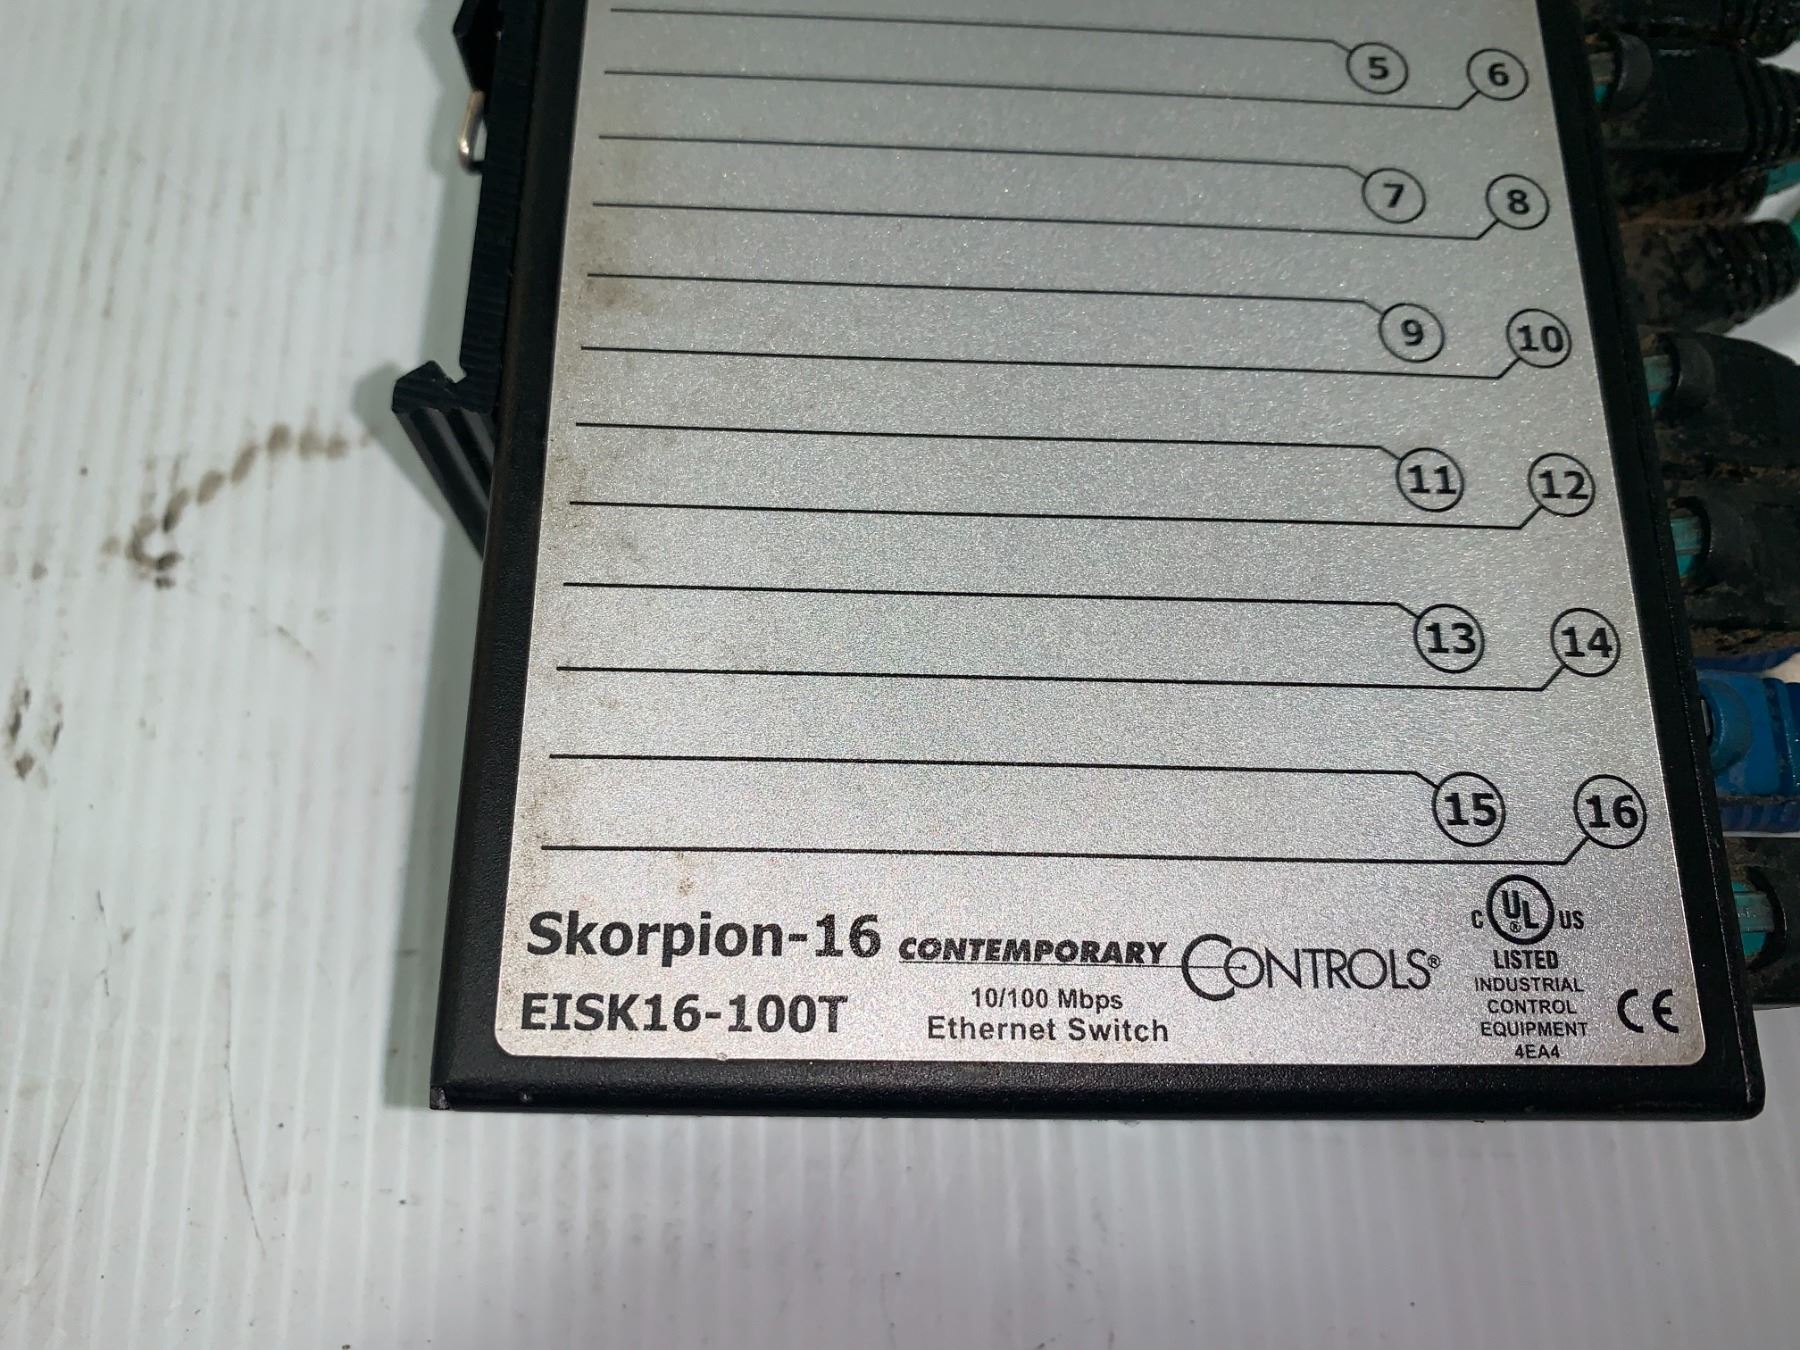 5 6
7 8
9 10
11 12
13 14
15 16
Skorpion-16
EISK16-100T
CONTEMPORARY CONTROLS®
10/100 Mbps
Ethernet Switch
C UL® US
LISTED
INDUSTRIAL
CONTROL
EQUIPMENT
4EA4
CE